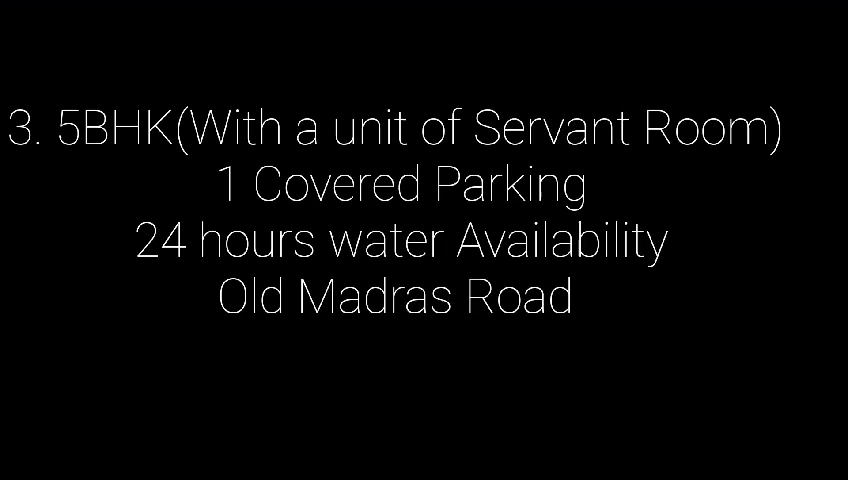 3. 5BHK(With a unit of Servant Room)
1 Covered Parking
24 hours water Availability
Old Madras Road